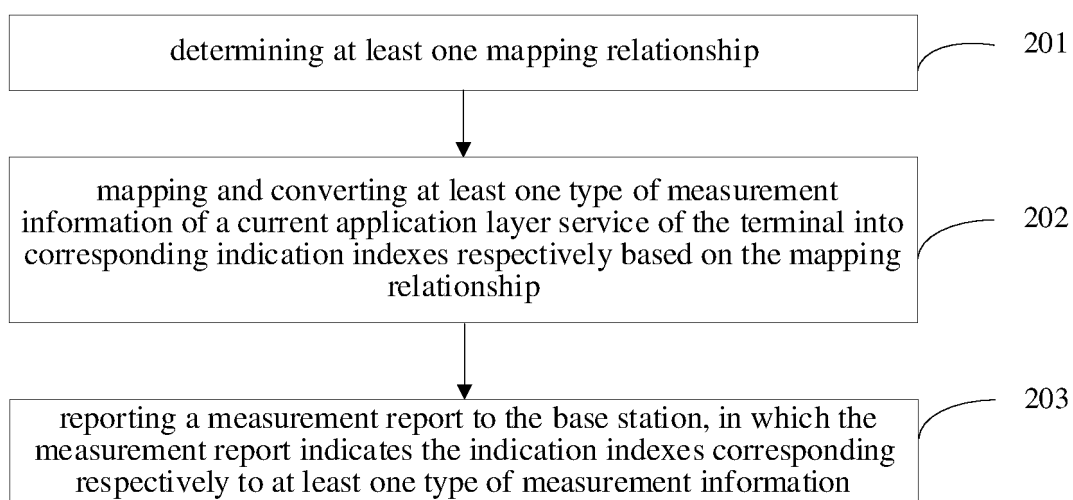 determining at least one mapping relationship
201
mapping and converting at least one type of measurement
information of a current application layer service of the terminal into
corresponding indication indexes respectively based on the mapping
relationship
202
reporting a measurement report to the base station, in which the
measurement report indicates the indication indexes corresponding
respectively to at least one type of measurement information
203